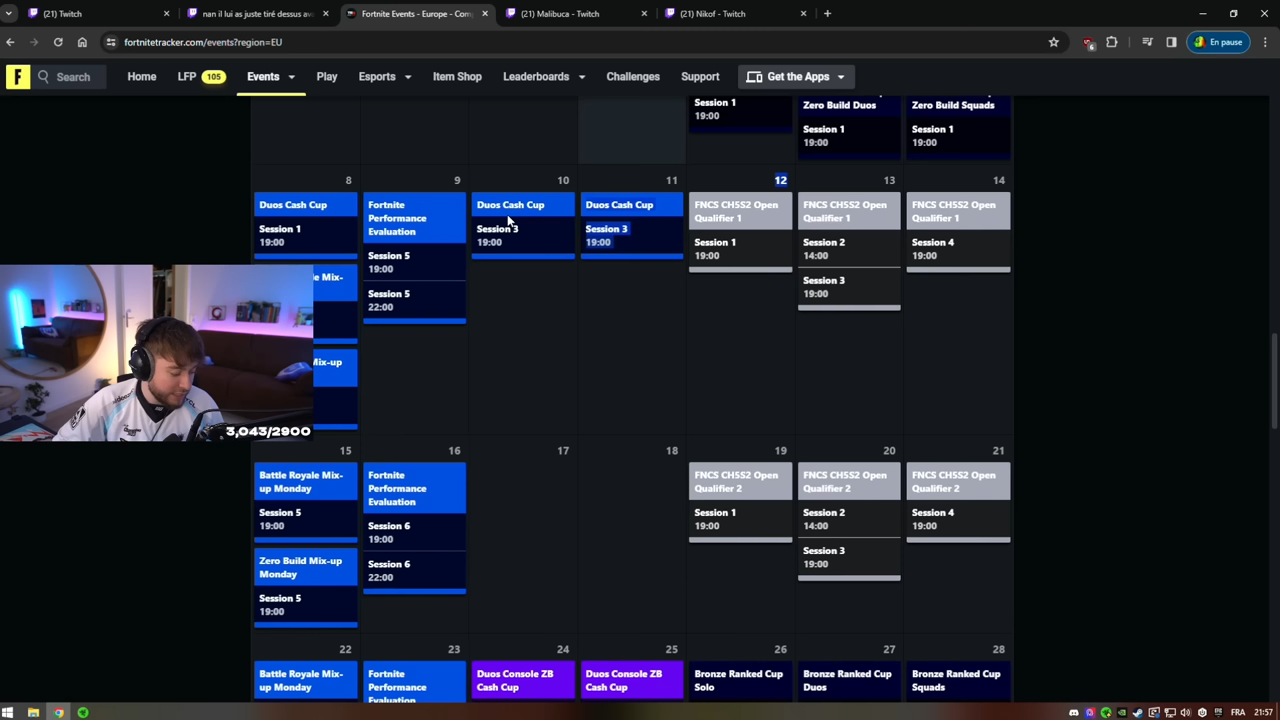 (21) Twitch
nan il lui as juste tiré dessus av
Fortnite Events - Europe - Com
(21) Malibuca - Twitch
(21) Nikof - Twitch
fortnitetracker.com/events?region=EU
6
En pause
F
Search
Home
LFP 105
Events
Play
Esports
Item Shop
Leaderboards
Challenges
Support
Get the Apps
Session 1
19:00
Zero Build Duos
Session 1
19:00
Zero Build Squads
Session 1
19:00
8
9
10
11
12
13
14
Duos Cash Cup
Session 1
19:00
le Mix-
Mix-up
Fortnite
Performance
Evaluation
Session 5
19:00
Session 5
22:00
Duos Cash Cup
Session 3
19:00
Duos Cash Cup
Session 3
19:00
FNCS CH5S2 Open
Qualifier 1
Session 1
19:00
FNCS CH5S2 Open
Qualifier 1
Session 2
14:00
Session 3
19:00
FNCS CH5S2 Open
Qualifier 1
Session 4
19:00
3,043/2900
15
16
17
18
19
20
21
Battle Royale Mix-
up Monday
Session 5
19:00
Zero Build Mix-up
Monday
Session 5
19:00
Fortnite
Performance
Evaluation
Session 6
19:00
Session 6
22:00
FNCS CH5S2 Open
Qualifier 2
Session 1
19:00
FNCS CH5S2 Open
Qualifier 2
Session 2
14:00
Session 3
19:00
FNCS CH5S2 Open
Qualifier 2
Session 4
19:00
22
23
24
25
26
27
28
Battle Royale Mix-
up Monday
Fortnite
Performance
Duos Console ZB
Cash Cup
Duos Console ZB
Cash Cup
Bronze Ranked Cup
Solo
Bronze Ranked Cup
Duos
Bronze Ranked Cup
Squads
FRA
21:57